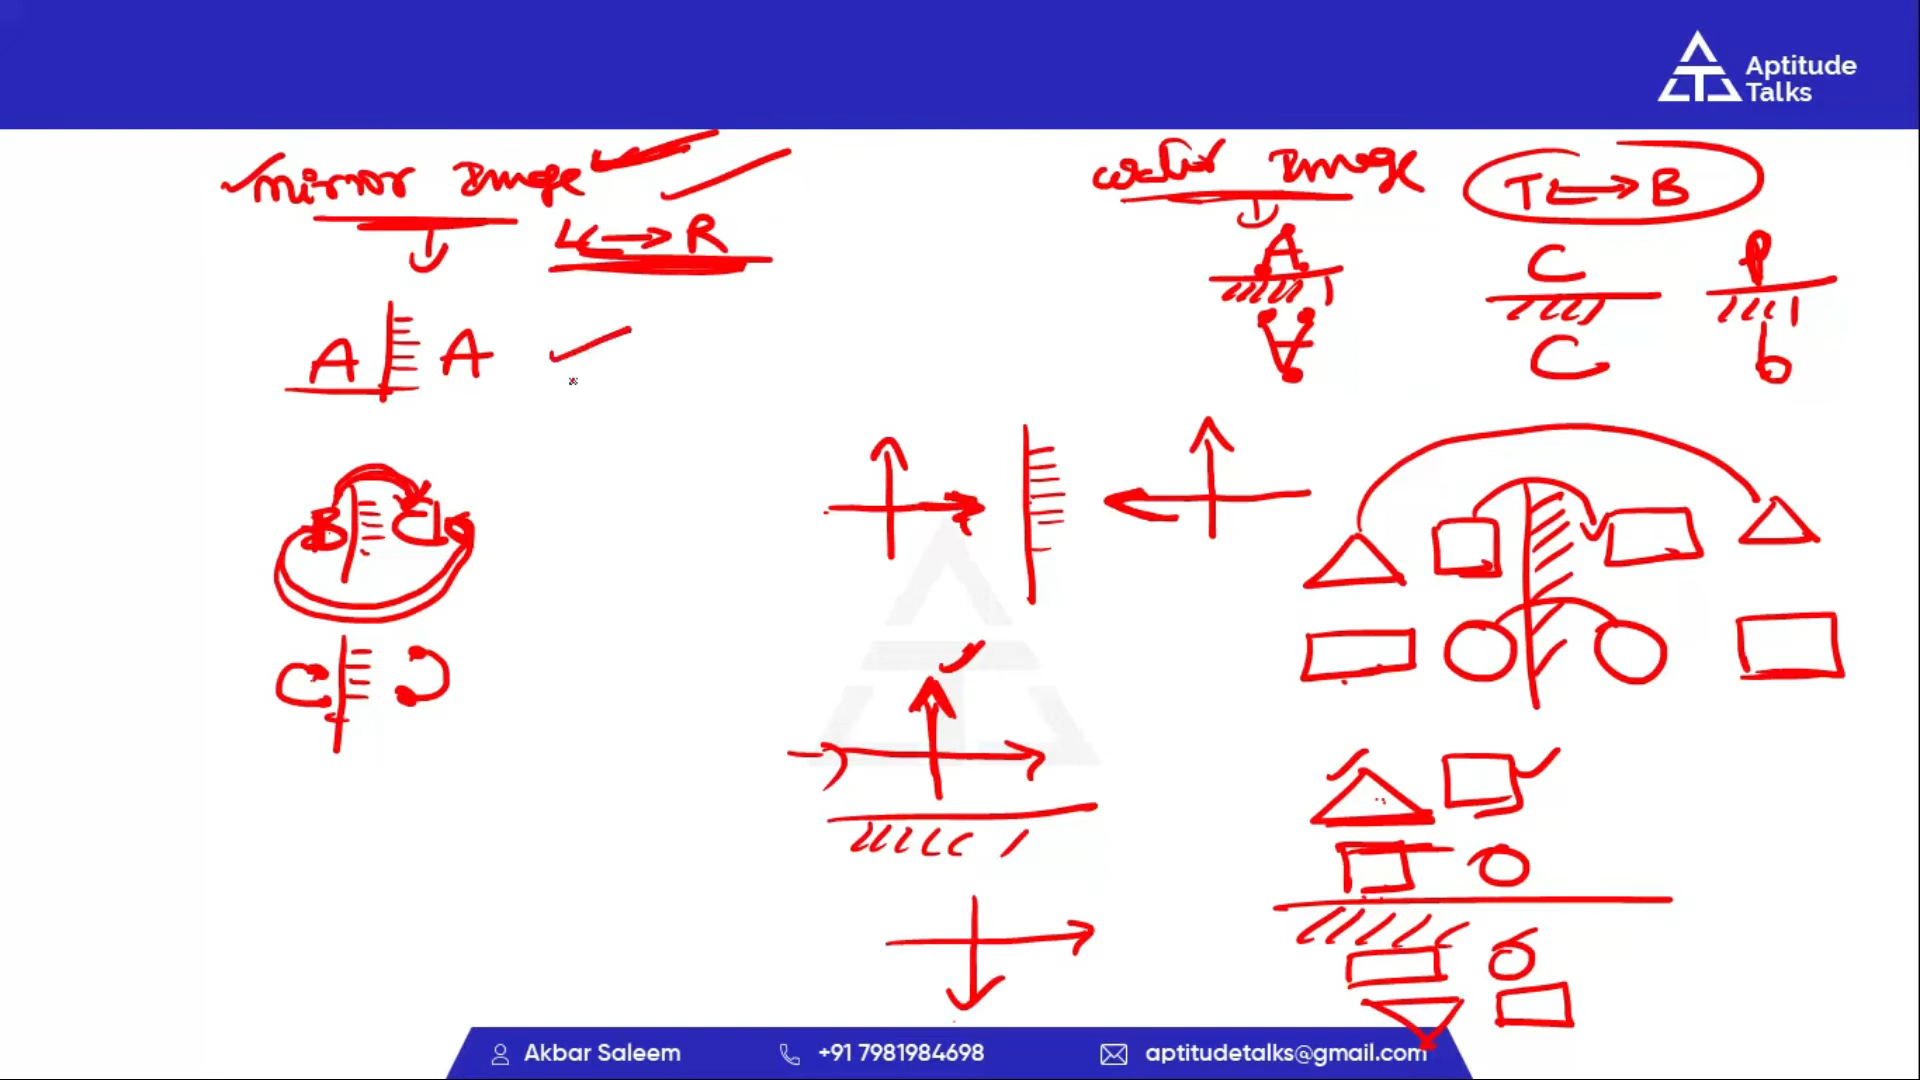 Aptitude
Talks
Mirror Image
L ↔ R
A A
B
C
Water Image
T ↔ B
A C P
C b
Akbar Saleem
+91 7981984698
aptitudetalks@gmail.com